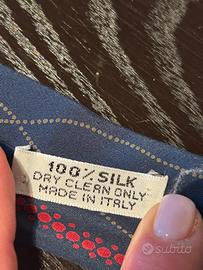 100% SILK
DRY CLEAN ONLY
MADE IN ITALY
subito